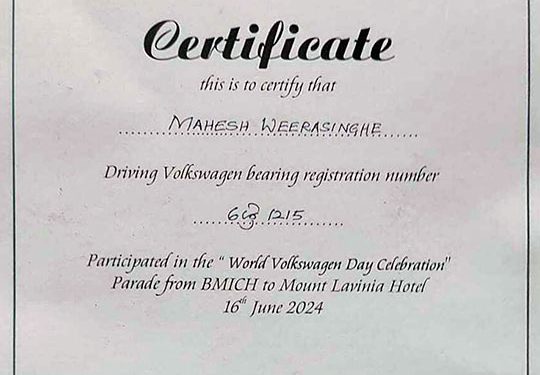 Certificate
this is to certify that
MAHESH WEERASINGHE
Driving Volkswagen bearing registration number
6 ශ්‍රී 1215
Participated in the “ World Volkswagen Day Celebration"
Parade from BMICH to Mount Lavinia Hotel
16th June 2024